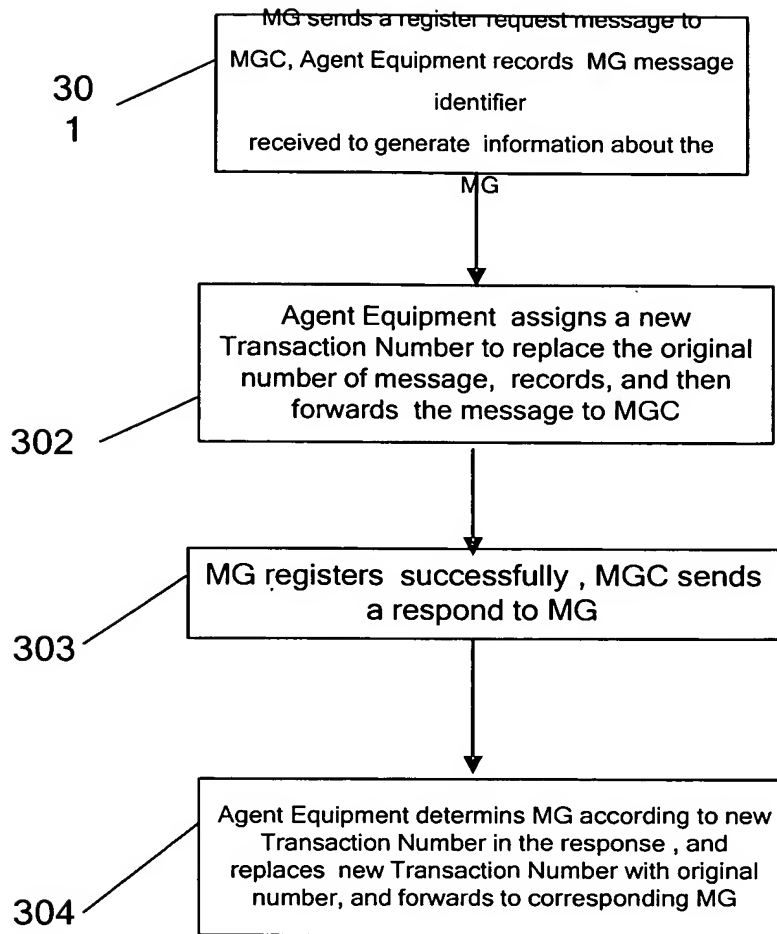 MG sends a register request message to
MGC, Agent Equipment records MG message
identifier
received to generate information about the
MG
30
1
Agent Equipment assigns a new
Transaction Number to replace the original
number of message, records, and then
forwards the message to MGC
302
MG registers successfully , MGC sends
a respond to MG
303
Agent Equipment determins MG according to new
Transaction Number in the response , and
replaces new Transaction Number with original
number, and forwards to corresponding MG
304